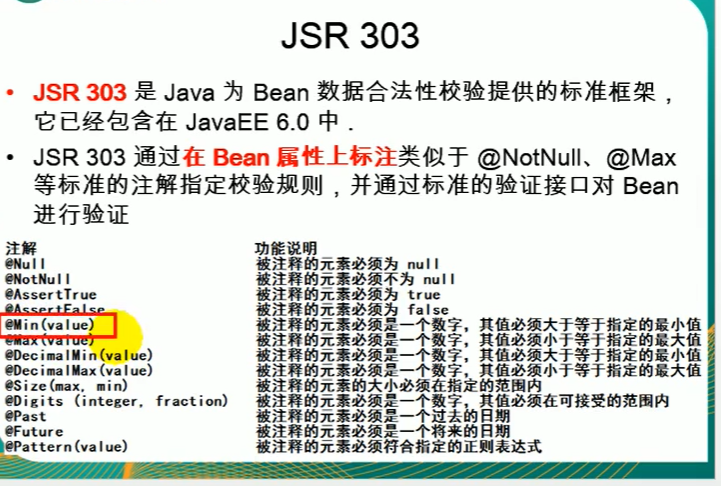 JSR 303
• JSR 303 是 Java 为 Bean 数据合法性校验提供的标准框架，
它已经包含在 JavaEE 6.0 中 .
• JSR 303 通过在 Bean 属性上标注类似于 @NotNull、@Max
等标准的注解指定校验规则，并通过标准的验证接口对 Bean
进行验证
注解 功能说明
@Null 被注释的元素必须为 null
@NotNull 被注释的元素必须不为 null
@AssertTrue 被注释的元素必须为 true
@AssertFalse 被注释的元素必须为 false
@Min(value) 被注释的元素必须是一个数字，其值必须大于等于指定的最小值
@Max(value) 被注释的元素必须是一个数字，其值必须小于等于指定的最大值
@DecimalMin(value) 被注释的元素必须是一个数字，其值必须大于等于指定的最小值
@DecimalMax(value) 被注释的元素必须是一个数字，其值必须小于等于指定的最大值
@Size(max, min) 被注释的元素的大小必须在指定的范围内
@Digits (integer, fraction) 被注释的元素必须是一个数字，其值必须在可接受的范围内
@Past 被注释的元素必须是一个过去的日期
@Future 被注释的元素必须是一个将来的日期
@Pattern(value) 被注释的元素必须符合指定的正则表达式